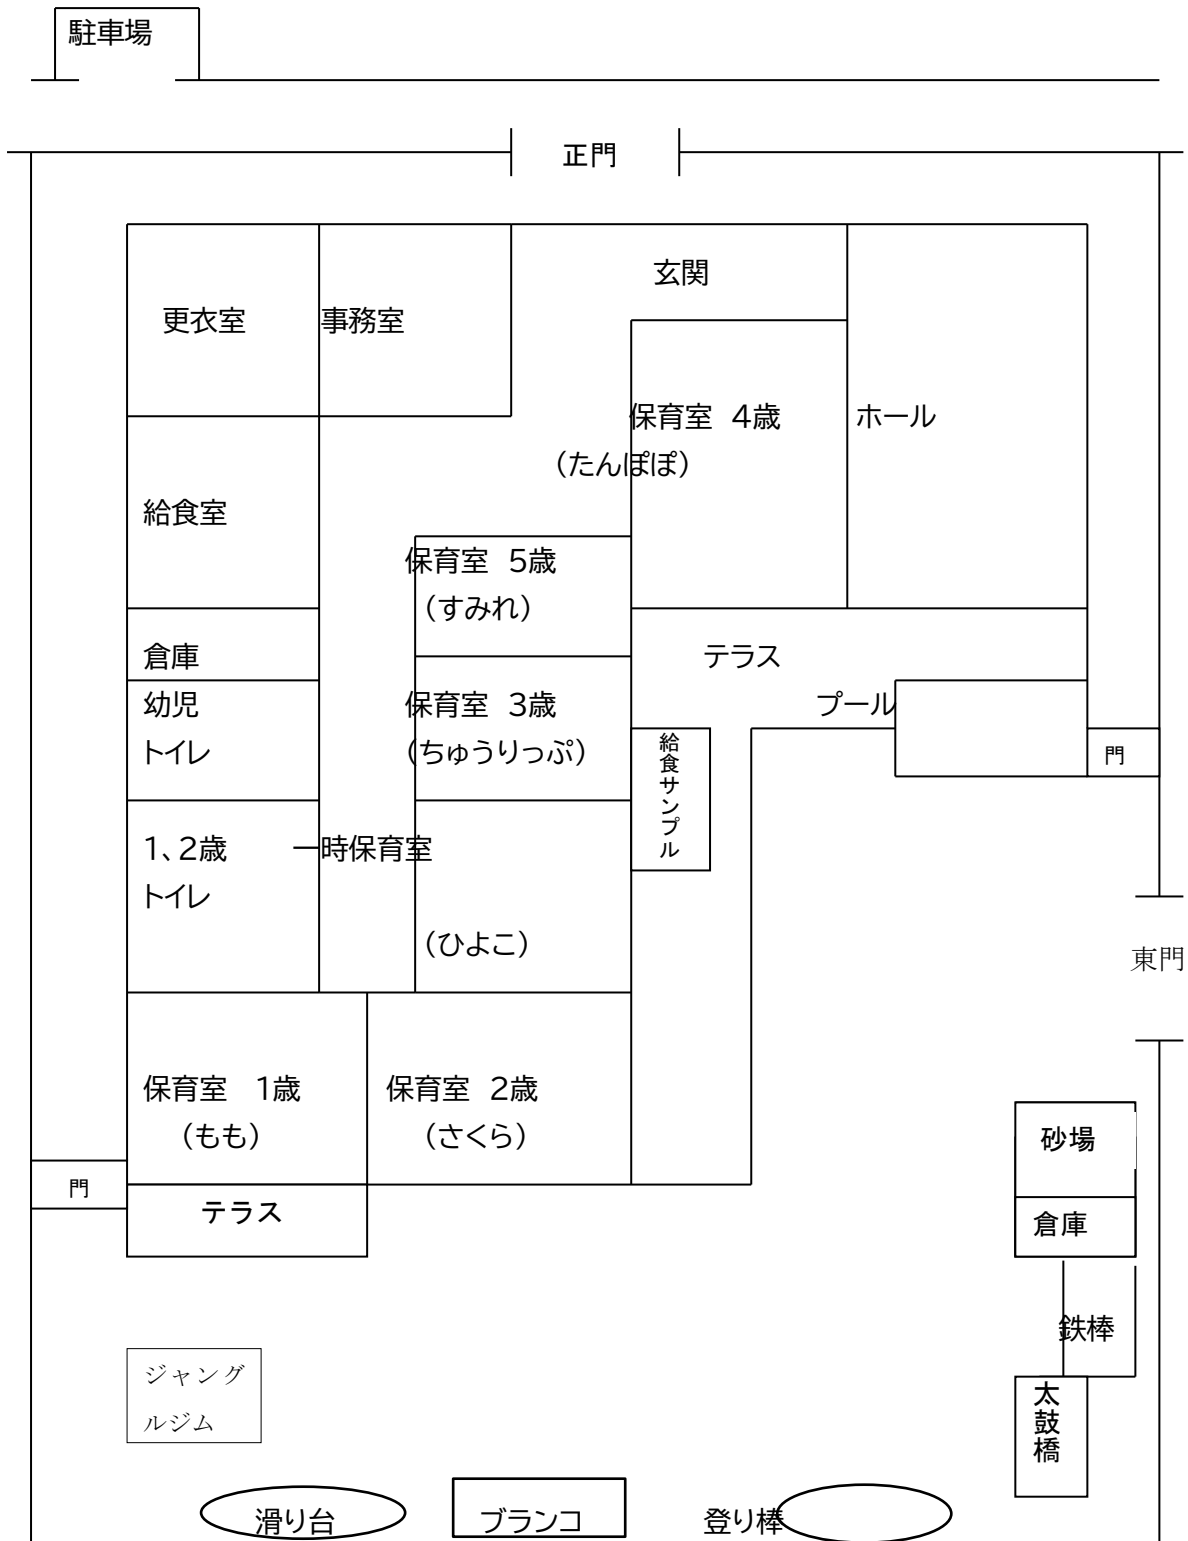 駐車場
正門
玄関
更衣室
事務室
保育室 4歳
(たんぽぽ)
ホール
給食室
保育室 5歳
(すみれ)
倉庫
テラス
幼児
トイレ
保育室 3歳
(ちゅうりっぷ)
プール
給食サンプル
門
1、2歳
トイレ
一時保育室
(ひよこ)
東門
保育室 1歳
(もも)
保育室 2歳
(さくら)
砂場
門
テラス
倉庫
鉄棒
ジャング
ルジム
太鼓橋
滑り台
ブランコ
登り棒